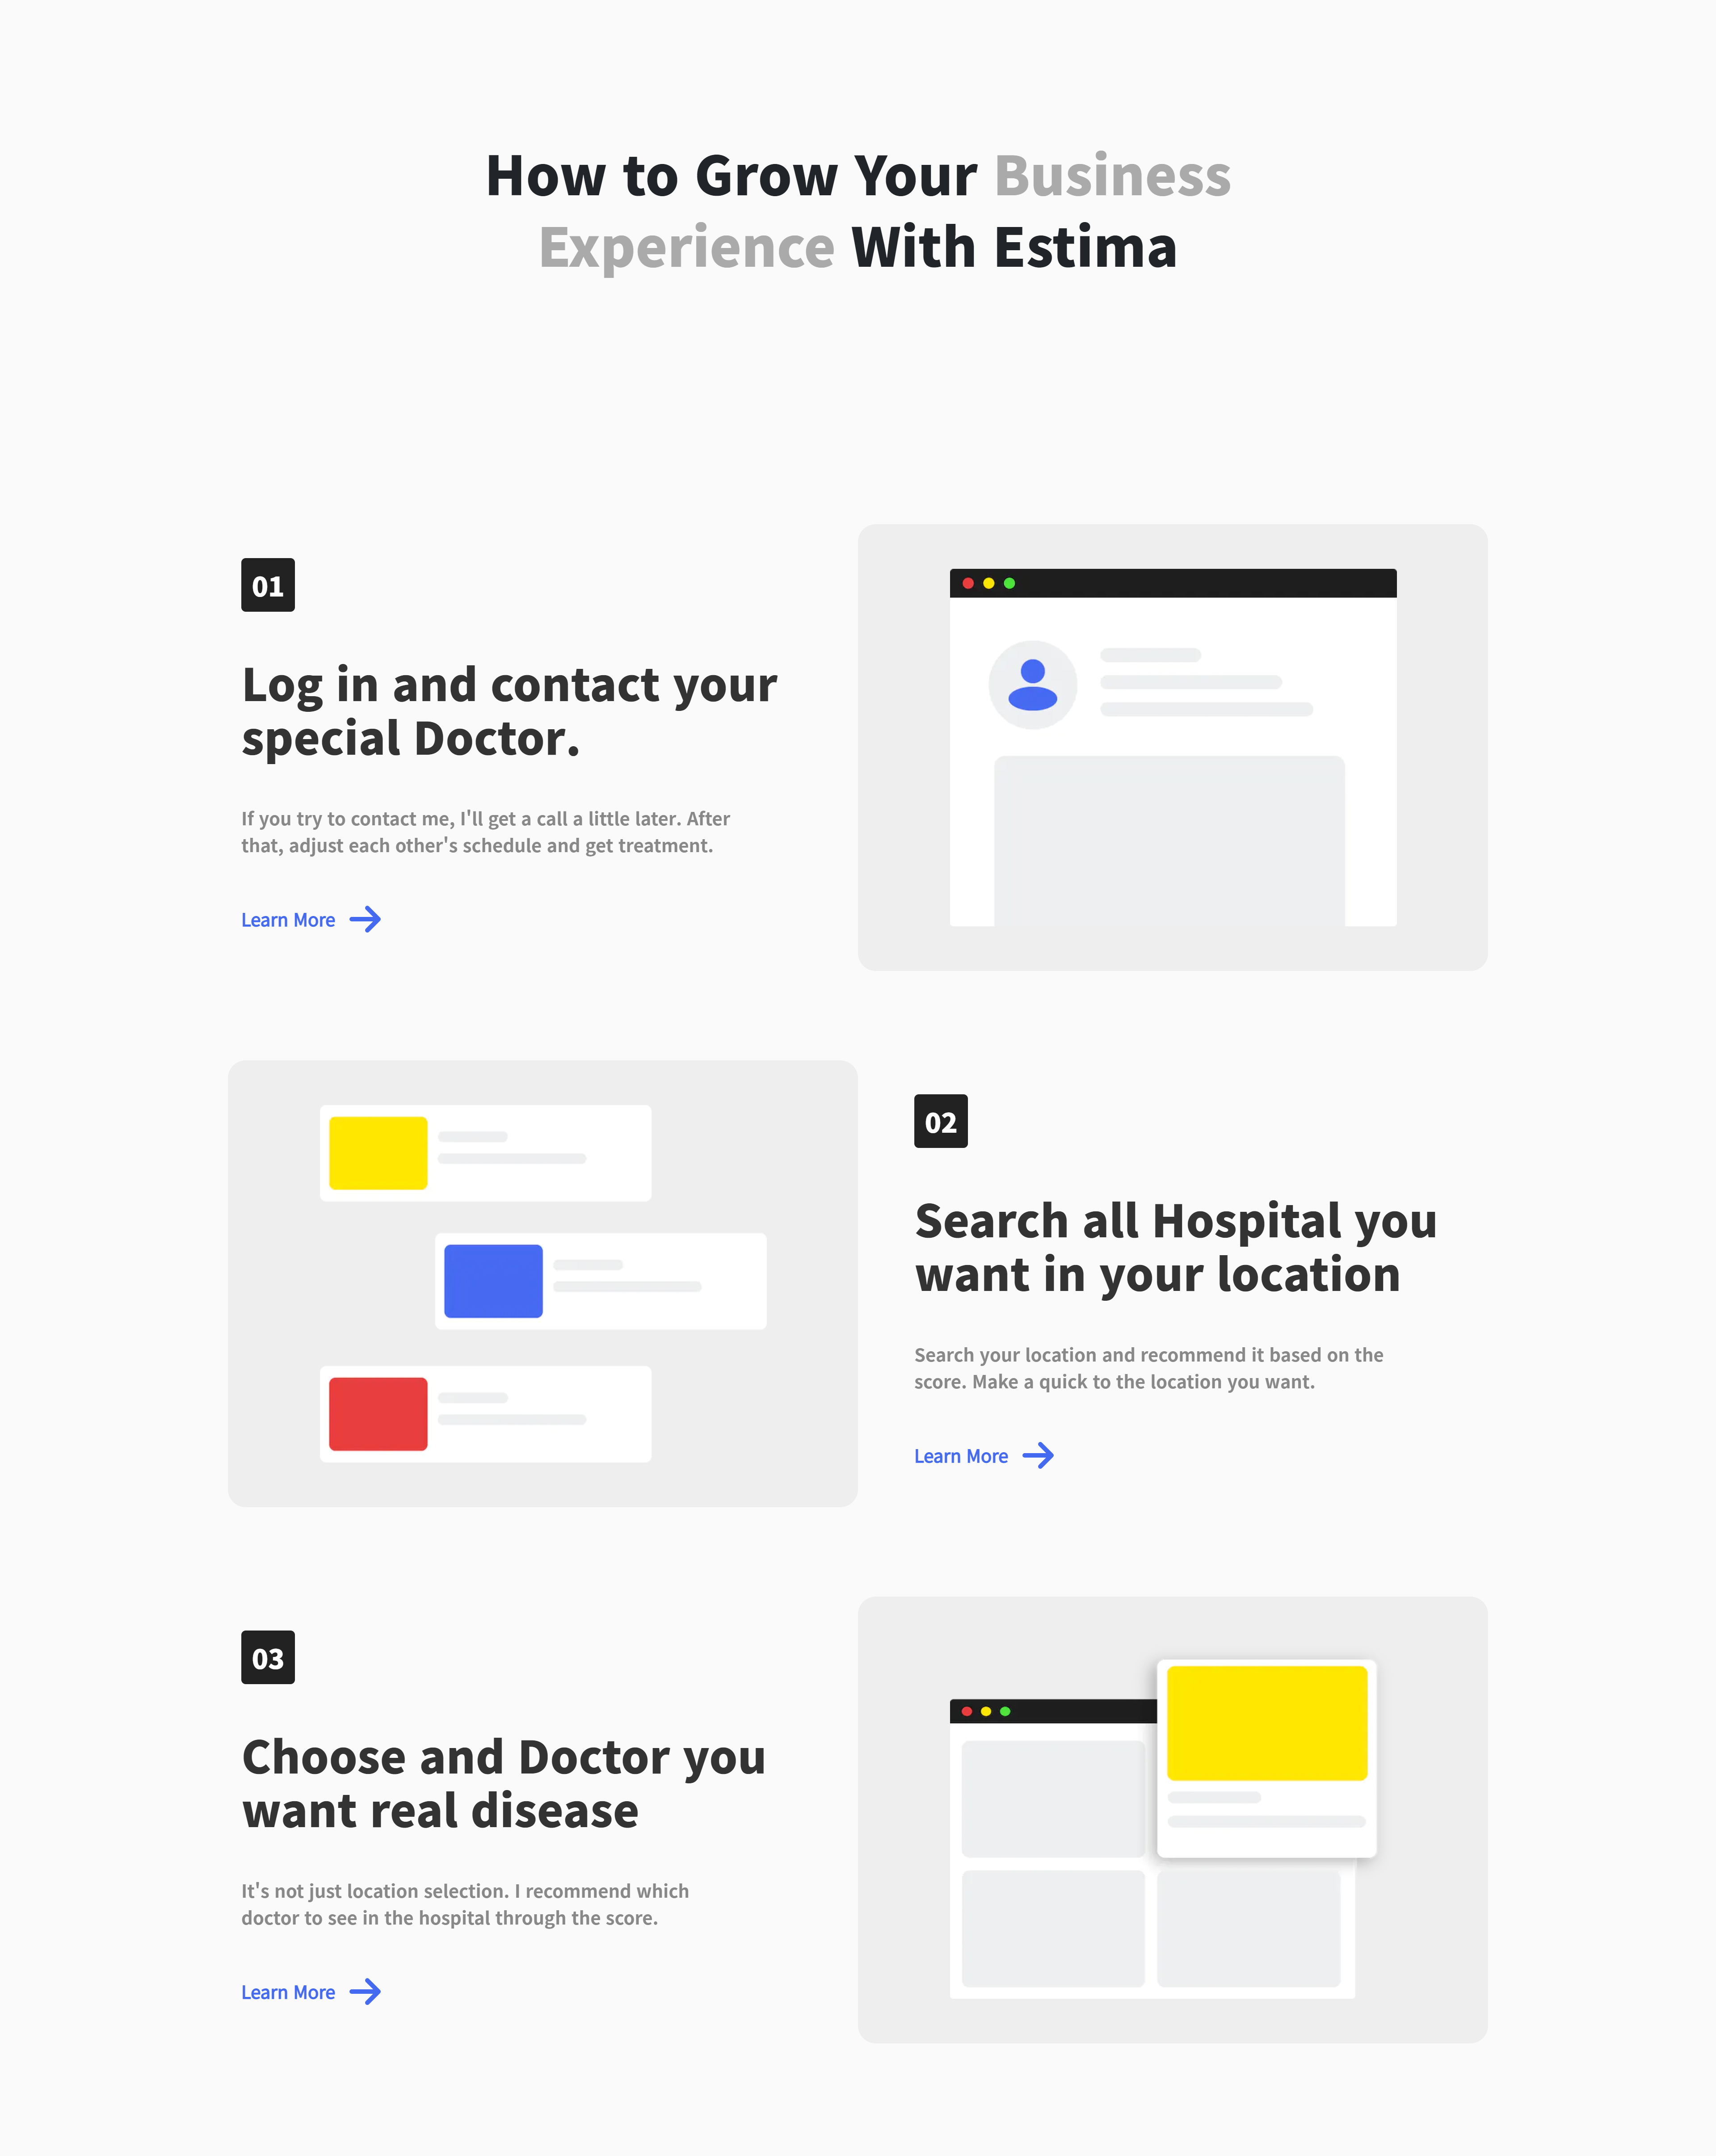 How to Grow Your Business
Experience With Estima
01
Log in and contact your
special Doctor.
If you try to contact me, I'll get a call a little later. After
that, adjust each other's schedule and get treatment.
Learn More
02
Search all Hospital you
want in your location
Search your location and recommend it based on the
score. Make a quick to the location you want.
Learn More
03
Choose and Doctor you
want real disease
It's not just location selection. I recommend which
doctor to see in the hospital through the score.
Learn More